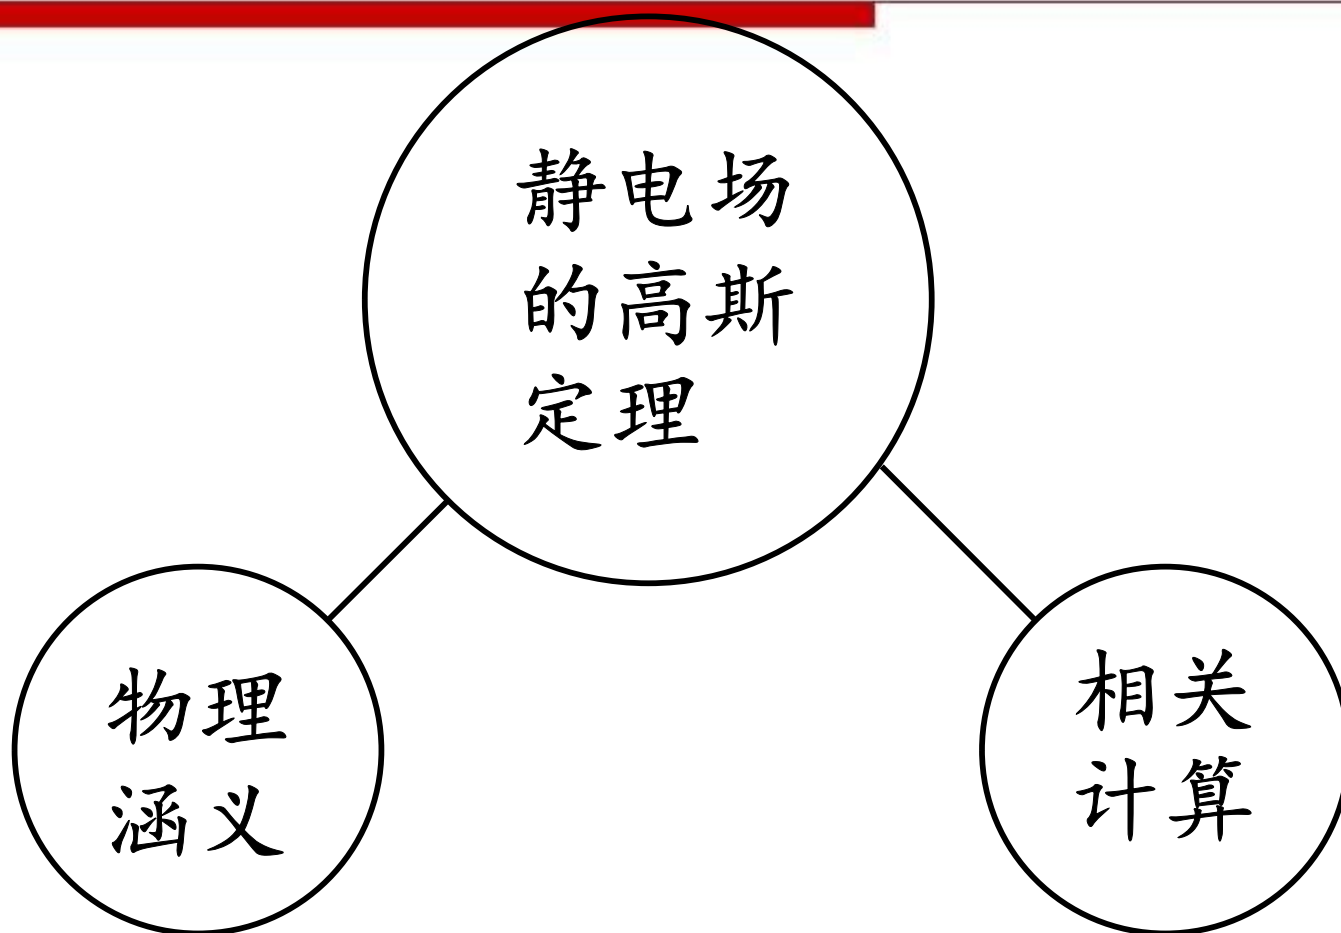 静电场
的高斯
定理
物理
涵义
相关
计算